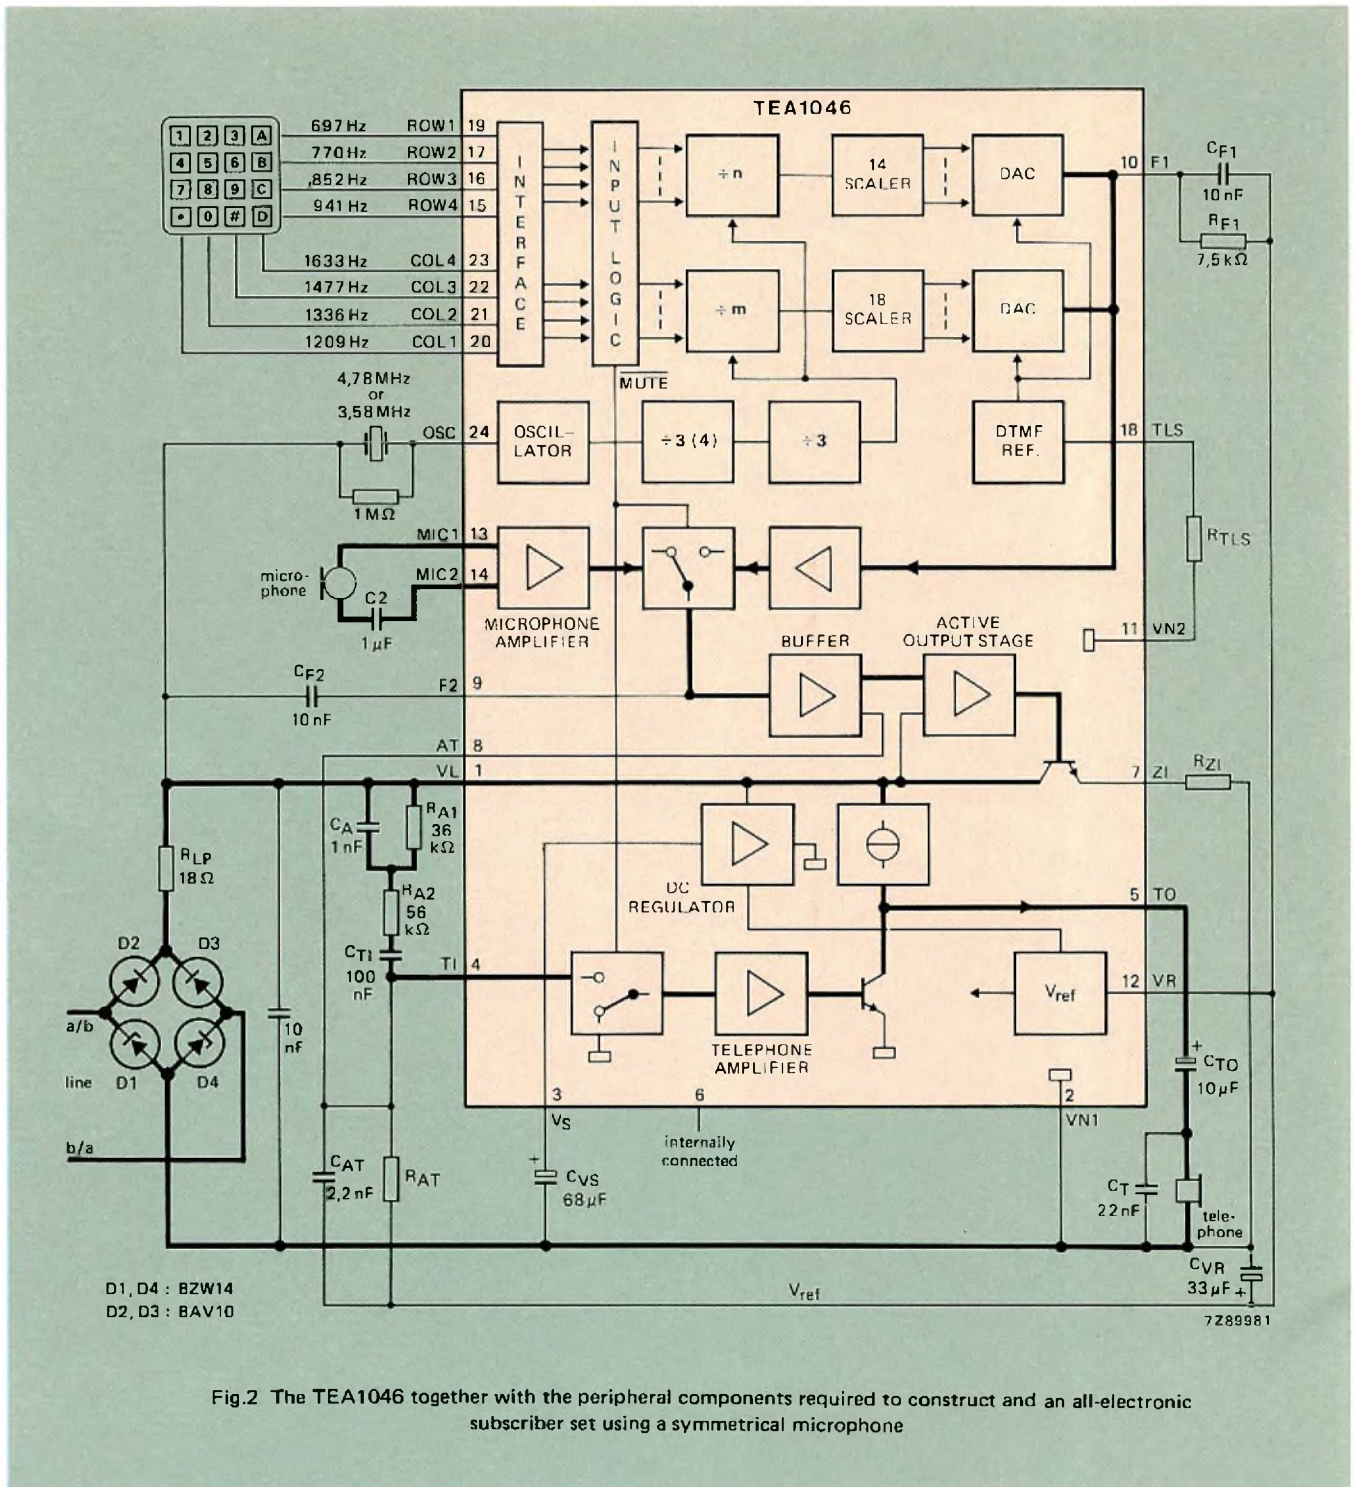 TEA1046
1 2 3 A
4 5 6 B
7 8 9 C
* 0 # D
697 Hz ROW1 19
770 Hz ROW2 17
,852 Hz ROW3 16
941 Hz ROW4 15
1633 Hz COL4 23
1477 Hz COL3 22
1336 Hz COL2 21
1209 Hz COL1 20
INTERFACE
INPUT LOGIC
÷n
14
SCALER
DAC
10 F1
CF1
10 nF
RF1
7,5 kΩ
÷m
18
SCALER
DAC
MUTE
4,78 MHz
or
3,58 MHz
OSC 24
1 MΩ
OSCIL–
LATOR
÷3 (4)
÷3
DTMF
REF.
18 TLS
RTLS
MIC1 13
MIC2 14
micro-
phone
C2
1 µF
MICROPHONE
AMPLIFIER
BUFFER
ACTIVE
OUTPUT STAGE
11 VN2
CF2
10 nF
F2 9
AT 8
VL 1
7 ZI
RZI
CA
1 nF
RA1
36
kΩ
RLP
18 Ω
RA2
56
kΩ
DC
REGULATOR
5 TO
D2 D3
CTI
100
nF
TI 4
Vref
12 VR
a/b
10
nF
line D1 D4
TELEPHONE
AMPLIFIER
+
CTO
10 µF
3
VS
6
internally
connected
2
VN1
b/a
CAT
2,2 nF
RAT
+
CVS
68 µF
CT
22 nF
tele-
phone
CVR
33 µF +
D1, D4 : BZW14
D2, D3 : BAV10
Vref
7Z89981
Fig.2 The TEA1046 together with the peripheral components required to construct and an all-electronic
subscriber set using a symmetrical microphone